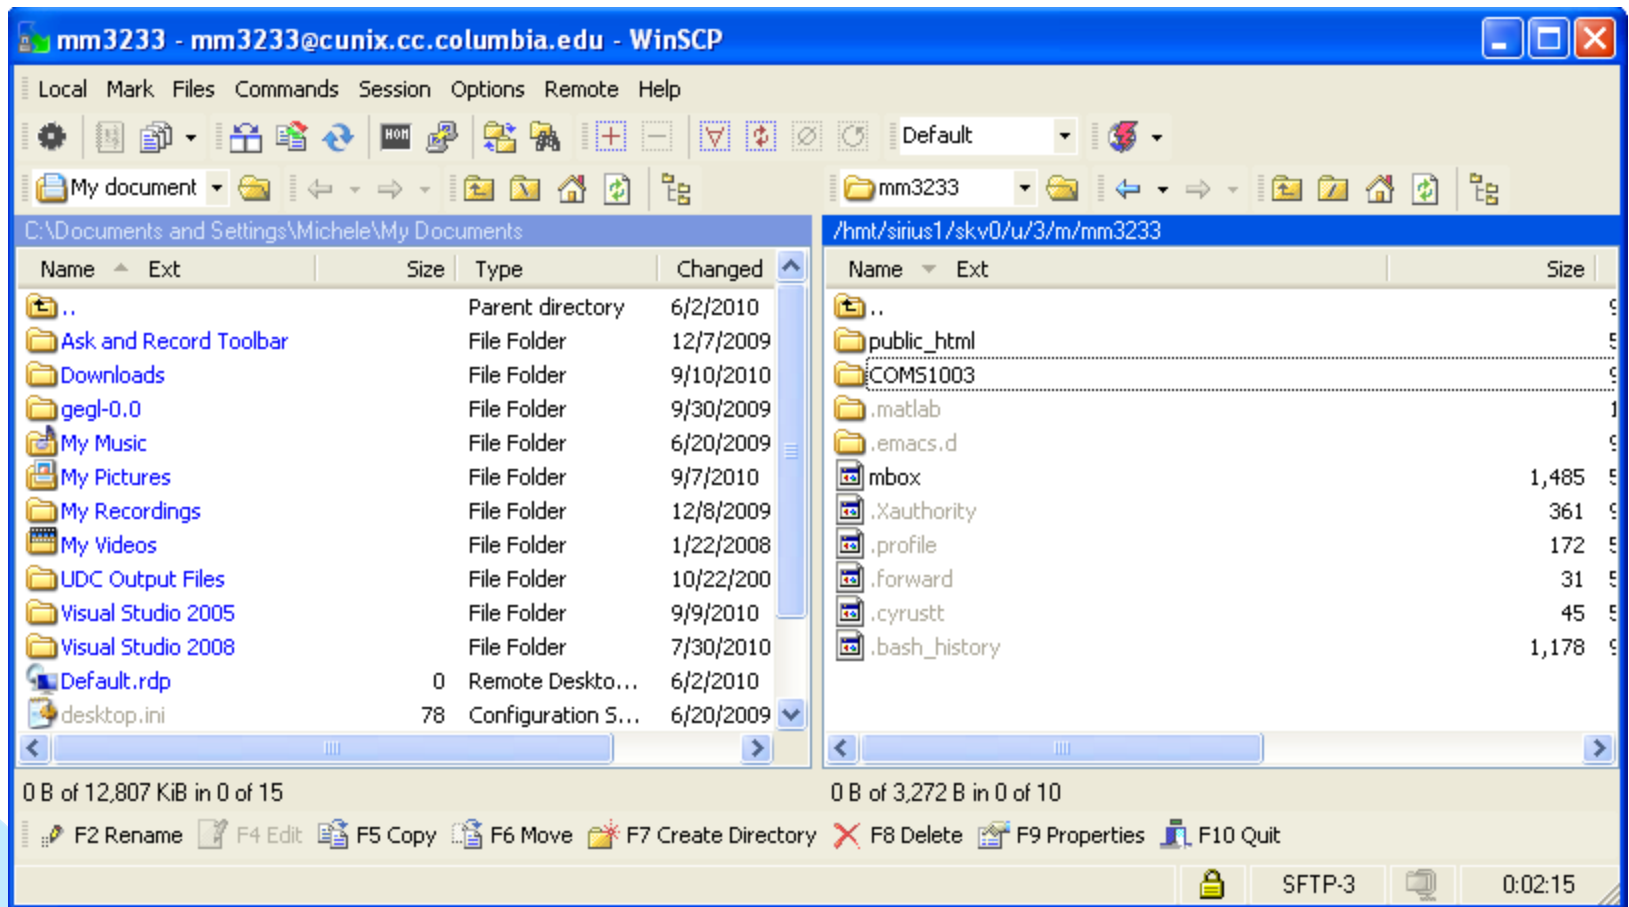 mm3233 - mm3233@cunix.cc.columbia.edu - WinSCP
Local Mark Files Commands Session Options Remote Help
Default
My document mm3233
C:\Documents and Settings\Michele\My Documents
Name Ext Size Type Changed
.. Parent directory 6/2/2010
Ask and Record Toolbar File Folder 12/7/2009
Downloads File Folder 9/10/2010
gegl-0.0 File Folder 9/30/2009
My Music File Folder 6/20/2009
My Pictures File Folder 9/7/2010
My Recordings File Folder 12/8/2009
My Videos File Folder 1/22/2008
UDC Output Files File Folder 10/22/200
Visual Studio 2005 File Folder 9/9/2010
Visual Studio 2008 File Folder 7/30/2010
Default.rdp 0 Remote Deskto... 6/2/2010
desktop.ini 78 Configuration S... 6/20/2009
0 B of 12,807 KiB in 0 of 15
/hmt/sirius1/skv0/u/3/m/mm3233
Name Ext Size
..
public_html
COMS1003
.matlab
.emacs.d
mbox 1,485
.Xauthority 361
.profile 172
.forward 31
.cyrustt 45
.bash_history 1,178
0 B of 3,272 B in 0 of 10
F2 Rename F4 Edit F5 Copy F6 Move F7 Create Directory F8 Delete F9 Properties F10 Quit
SFTP-3 0:02:15